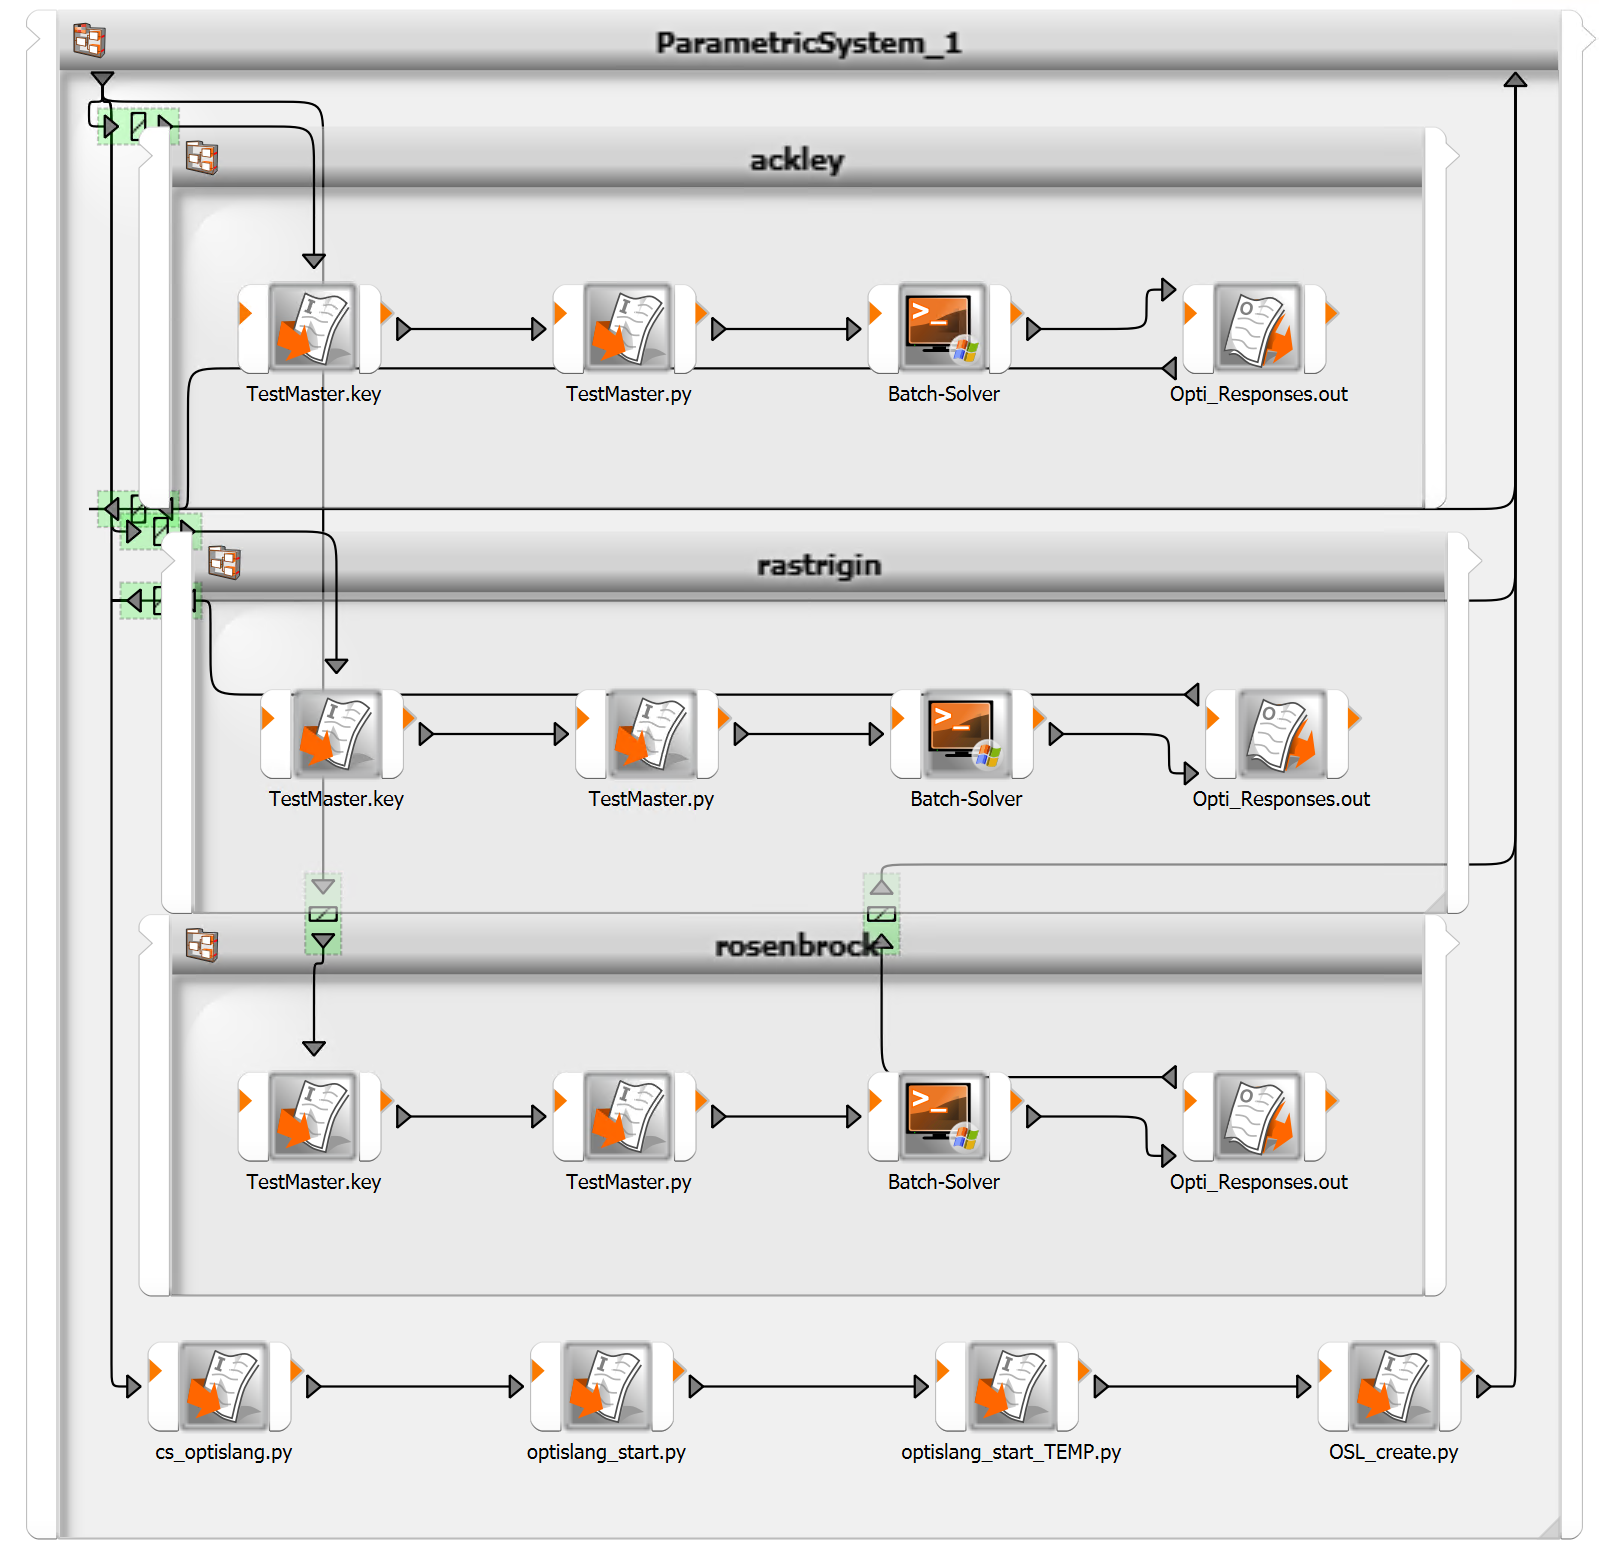 ParametricSystem_1
ackley
TestMaster.key
TestMaster.py
Batch-Solver
Opti_Responses.out
rastrigin
TestMaster.key
TestMaster.py
Batch-Solver
Opti_Responses.out
rosenbrock
TestMaster.key
TestMaster.py
Batch-Solver
Opti_Responses.out
cs_optislang.py
optislang_start.py
optislang_start_TEMP.py
OSL_create.py